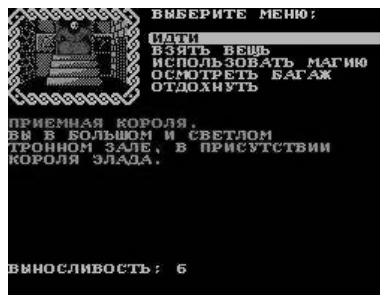 ВЫБЕРИТЕ МЕНЮ:
ИДТИ
ВЗЯТЬ ВЕЩЬ
ИСПОЛЬЗОВАТЬ МАГИЮ
ОСМОТРЕТЬ БАГАЖ
ОТДОХНУТЬ
ПРИЕМНАЯ КОРОЛЯ.
ВЫ В БОЛЬШОМ И СВЕТЛОМ
ТРОННОМ ЗАЛЕ, В ПРИСУТСТВИИ
КОРОЛЯ ЭЛАДА.
ВЫНОСЛИВОСТЬ: 6